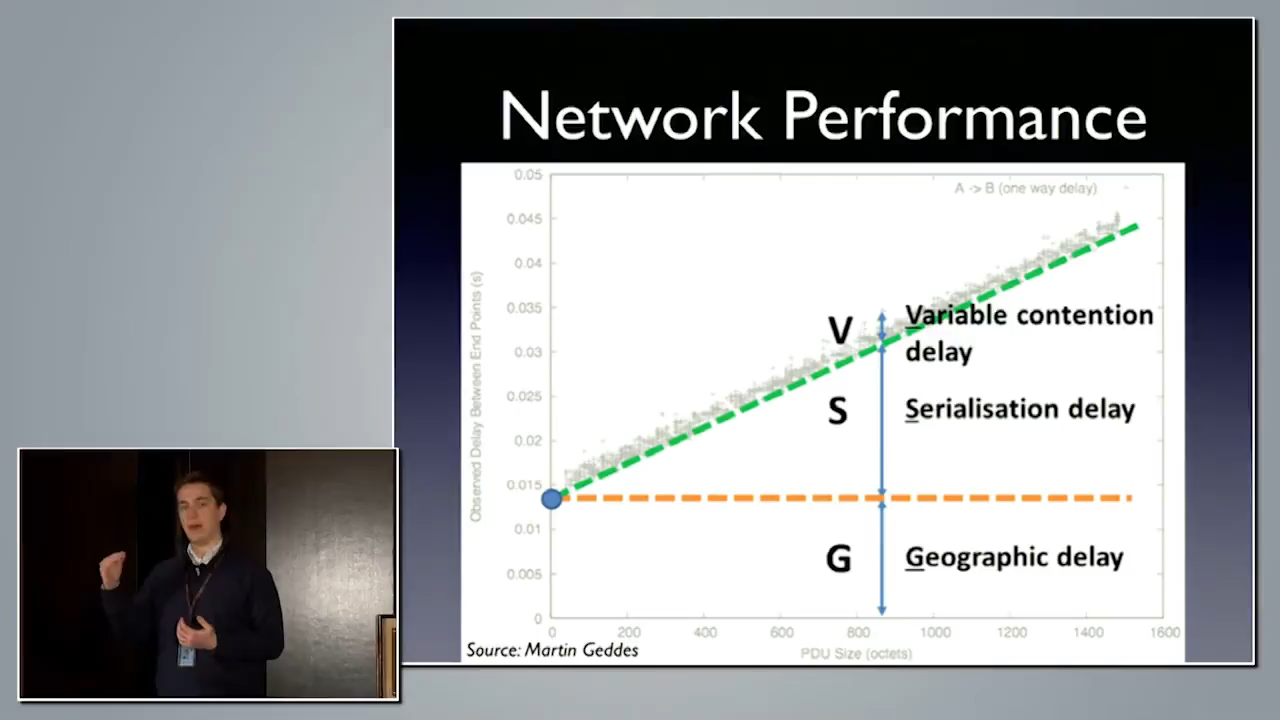 Network Performance
0.05
A -> B (one way delay)
0.045
0.04
0.035
V
Variable contention
delay
0.03
0.025
S
Serialisation delay
0.02
0.015
0.01
G
Geographic delay
0.005
0
Observed Delay Between End Points (s)
0 200 400 600 800 1000 1200 1400 1600
PDU Size (octets)
Source: Martin Geddes